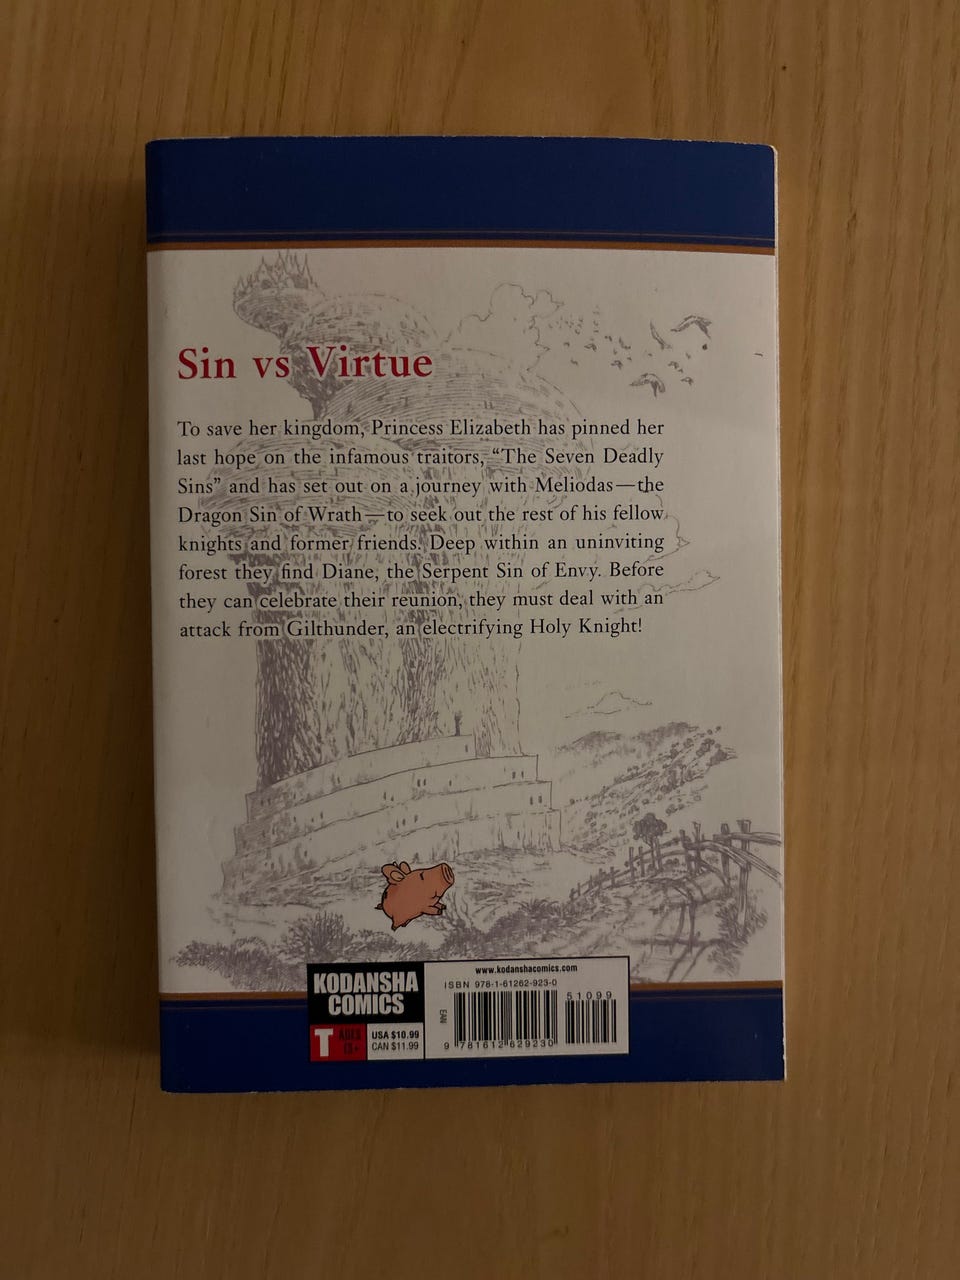 Sin vs Virtue
To save her kingdom, Princess Elizabeth has pinned her
last hope on the infamous traitors, “The Seven Deadly
Sins” and has set out on a journey with Meliodas—the
Dragon Sin of Wrath—to seek out the rest of his fellow
knights and former friends. Deep within an uninviting
forest they find Diane, the Serpent Sin of Envy. Before
they can celebrate their reunion, they must deal with an
attack from Gilthunder, an electrifying Holy Knight!
KODANSHA
COMICS
T AGES
13+
USA $10.99
CAN $11.99
www.kodanshacomics.com
ISBN 978-1-61262-923-0
51099
EAN
9 781612 629230